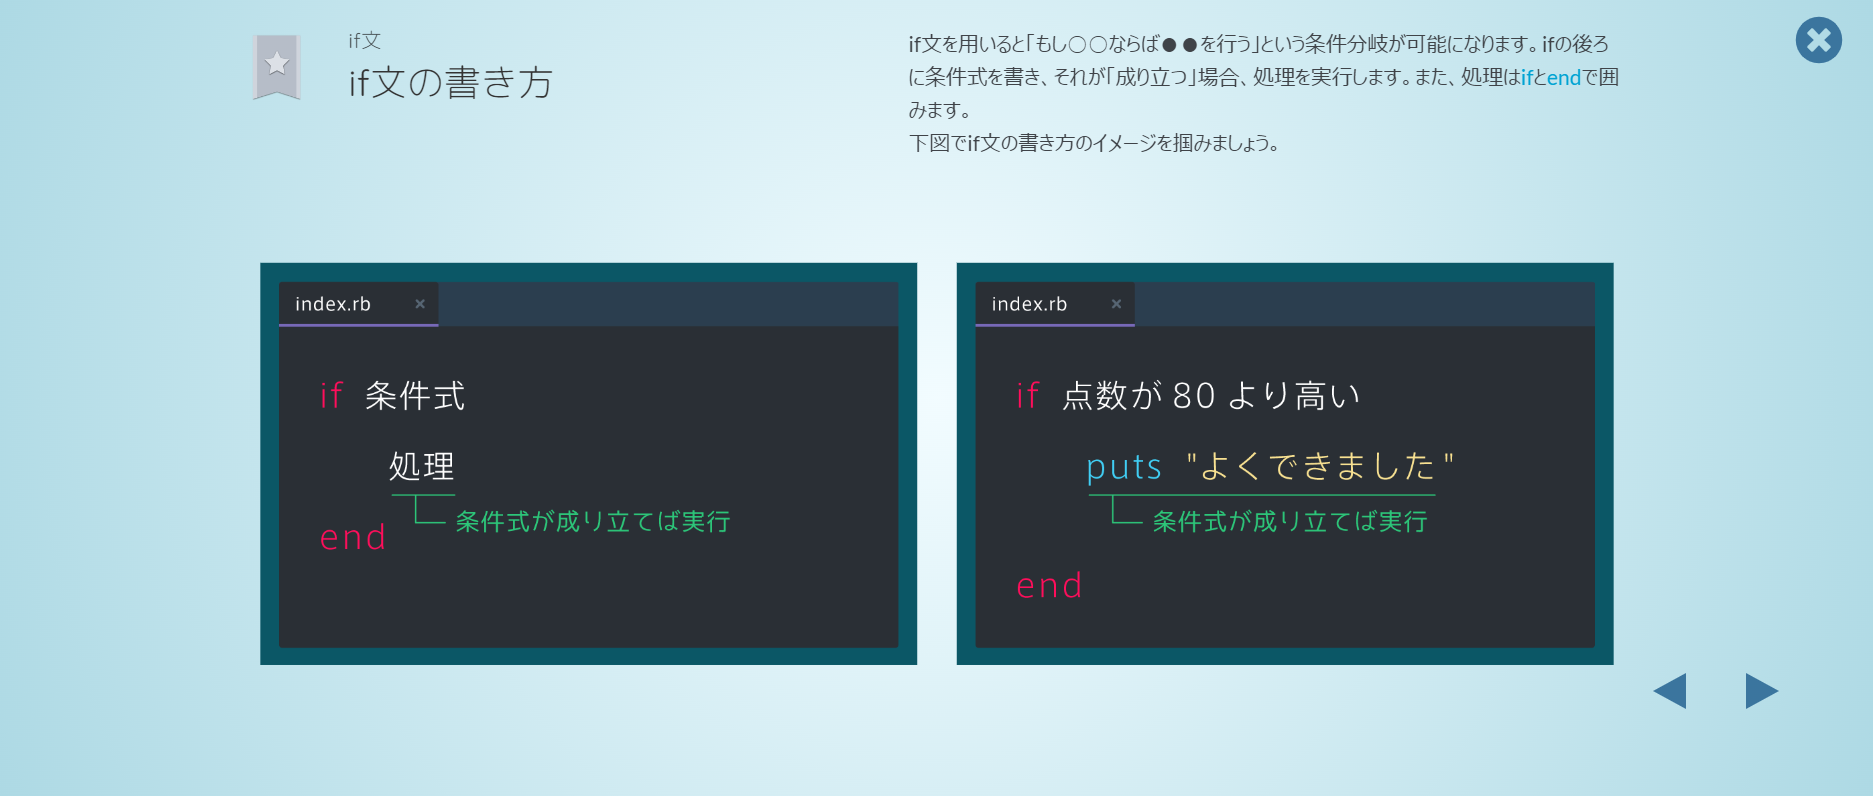 if文
if文の書き方
if文を用いると「もし○○ならば●●を行う」という条件分岐が可能になります。ifの後ろ
に条件式を書き、それが「成り立つ」場合、処理を実行します。また、処理はifとendで囲
みます。
下図でif文の書き方のイメージを掴みましょう。
index.rb ×
if 条件式
処理
条件式が成り立てば実行
end
index.rb ×
if 点数が 80 より高い
puts "よくできました"
条件式が成り立てば実行
end